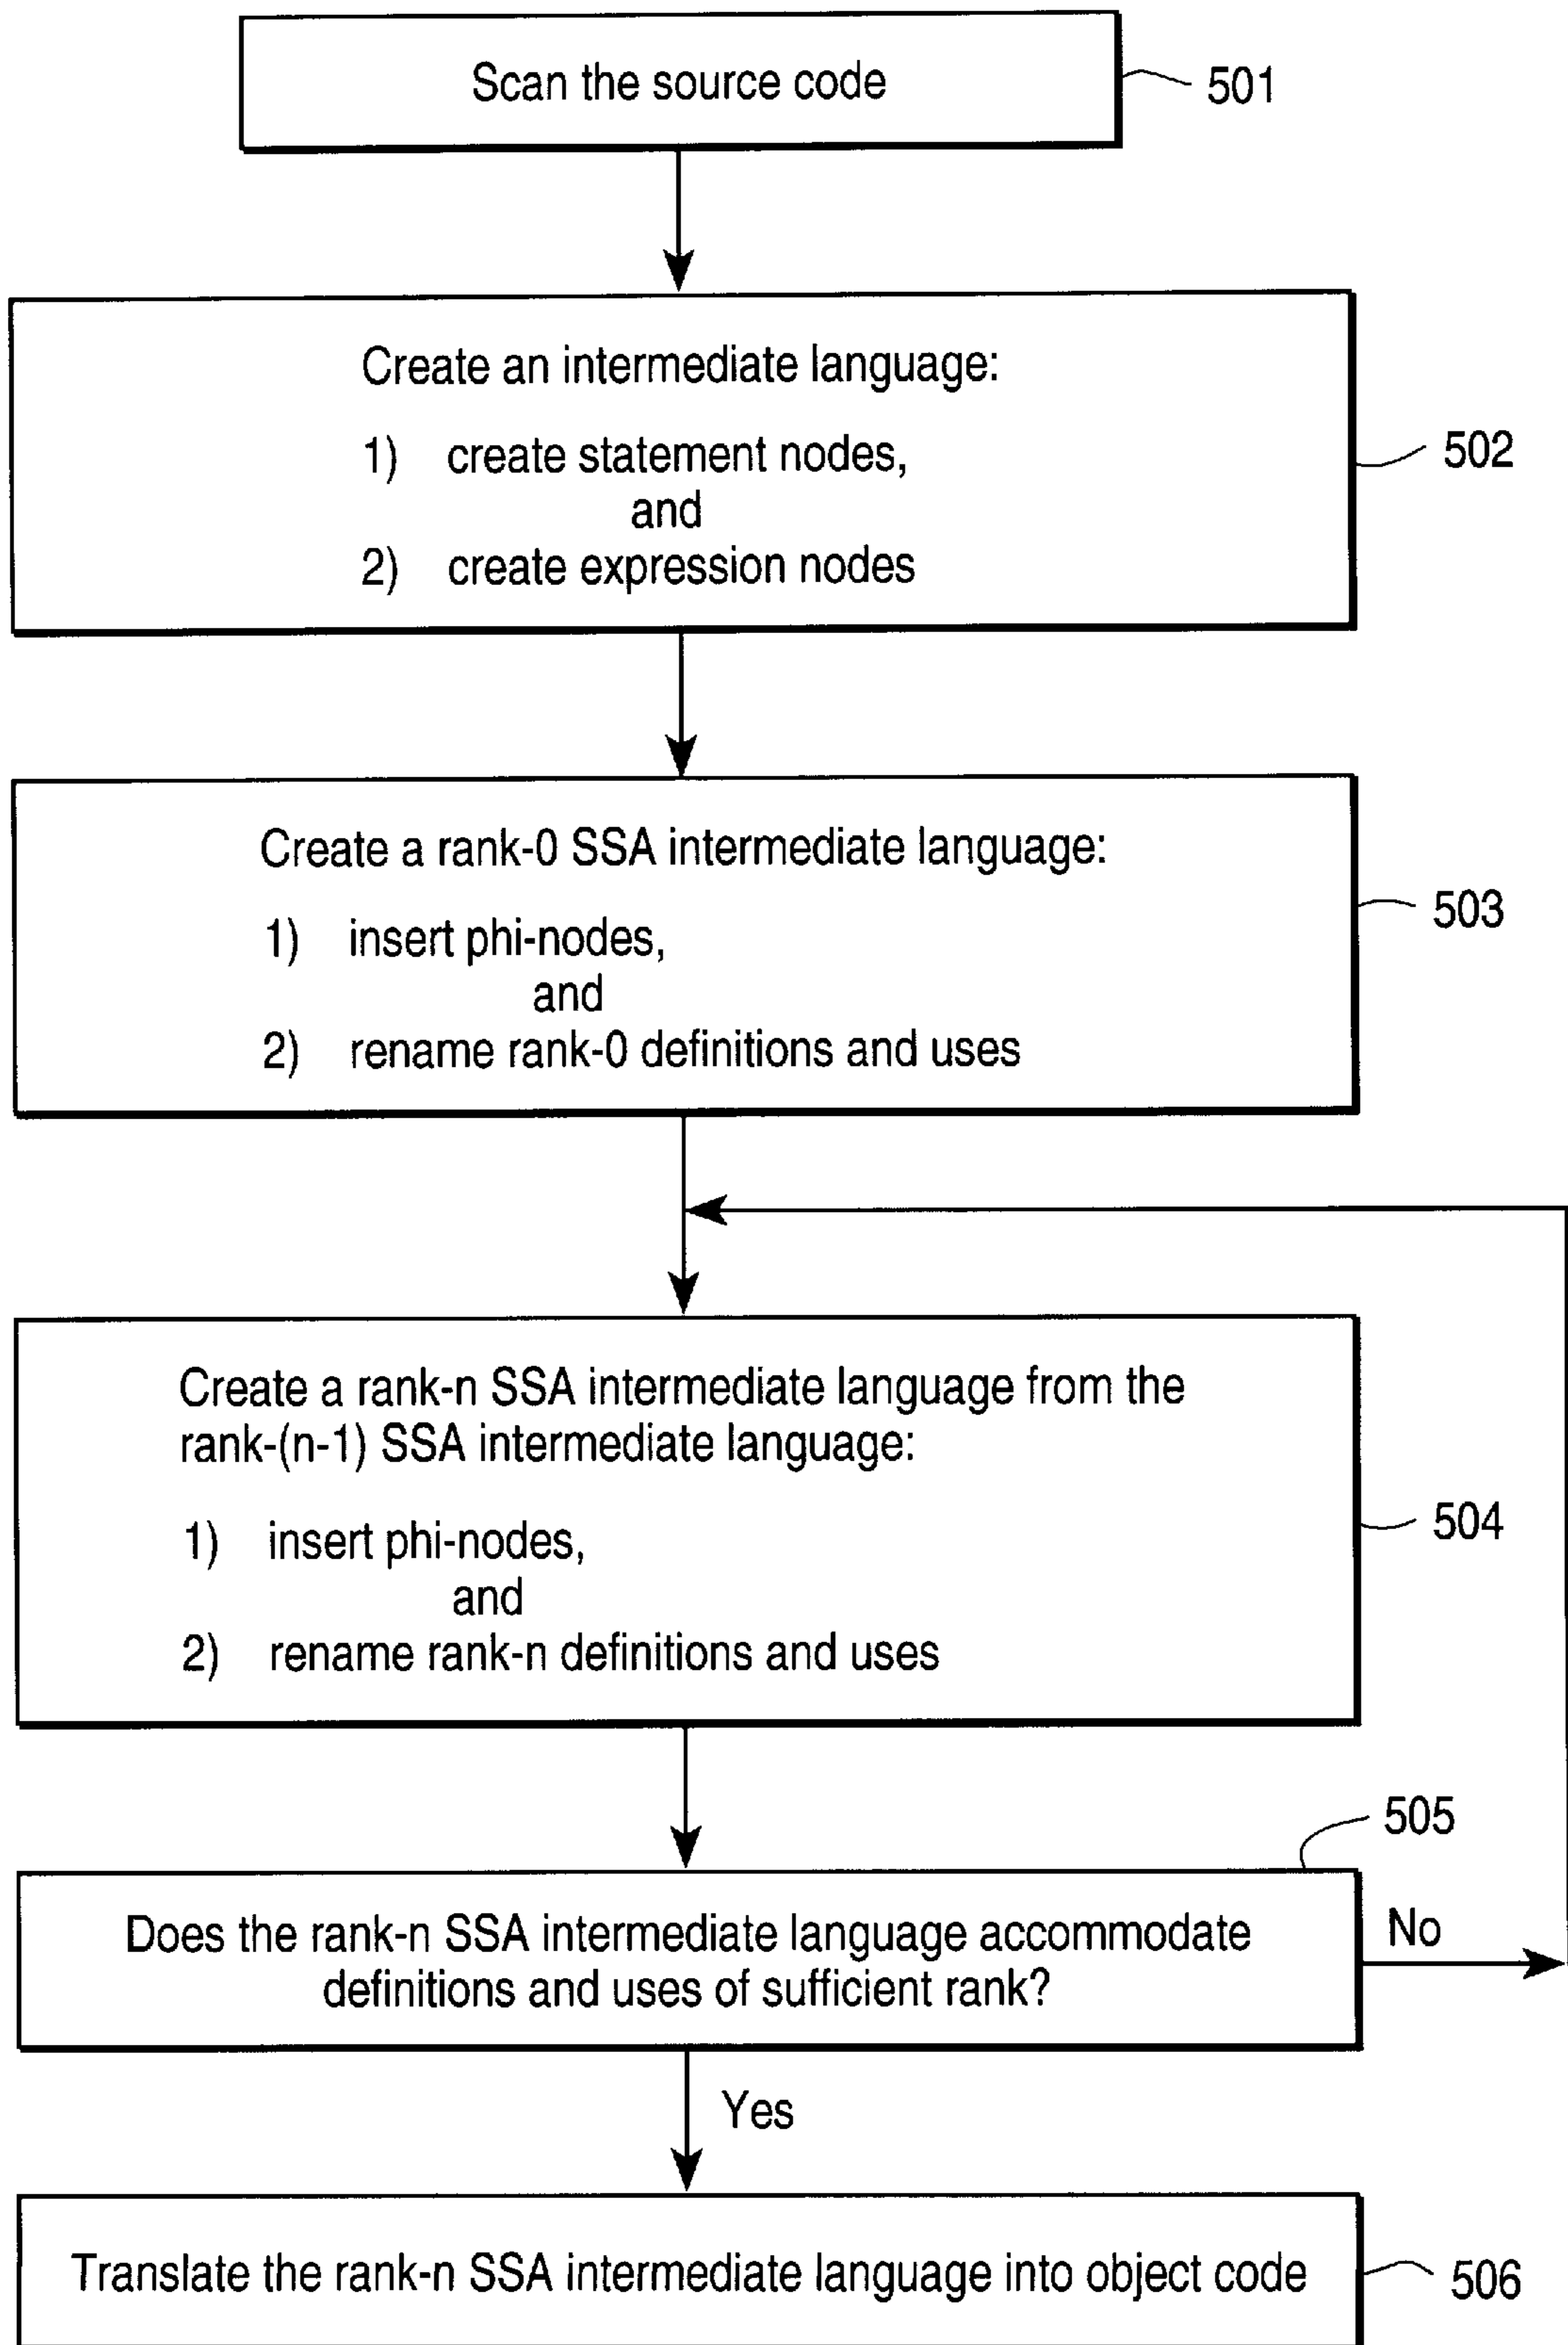 Scan the source code
501
Create an intermediate language:
1) create statement nodes,
and
2) create expression nodes
502
Create a rank-0 SSA intermediate language:
1) insert phi-nodes,
and
2) rename rank-0 definitions and uses
503
Create a rank-n SSA intermediate language from the
rank-(n-1) SSA intermediate language:
1) insert phi-nodes,
and
2) rename rank-n definitions and uses
504
505
Does the rank-n SSA intermediate language accommodate
definitions and uses of sufficient rank?
No
Yes
Translate the rank-n SSA intermediate language into object code
506